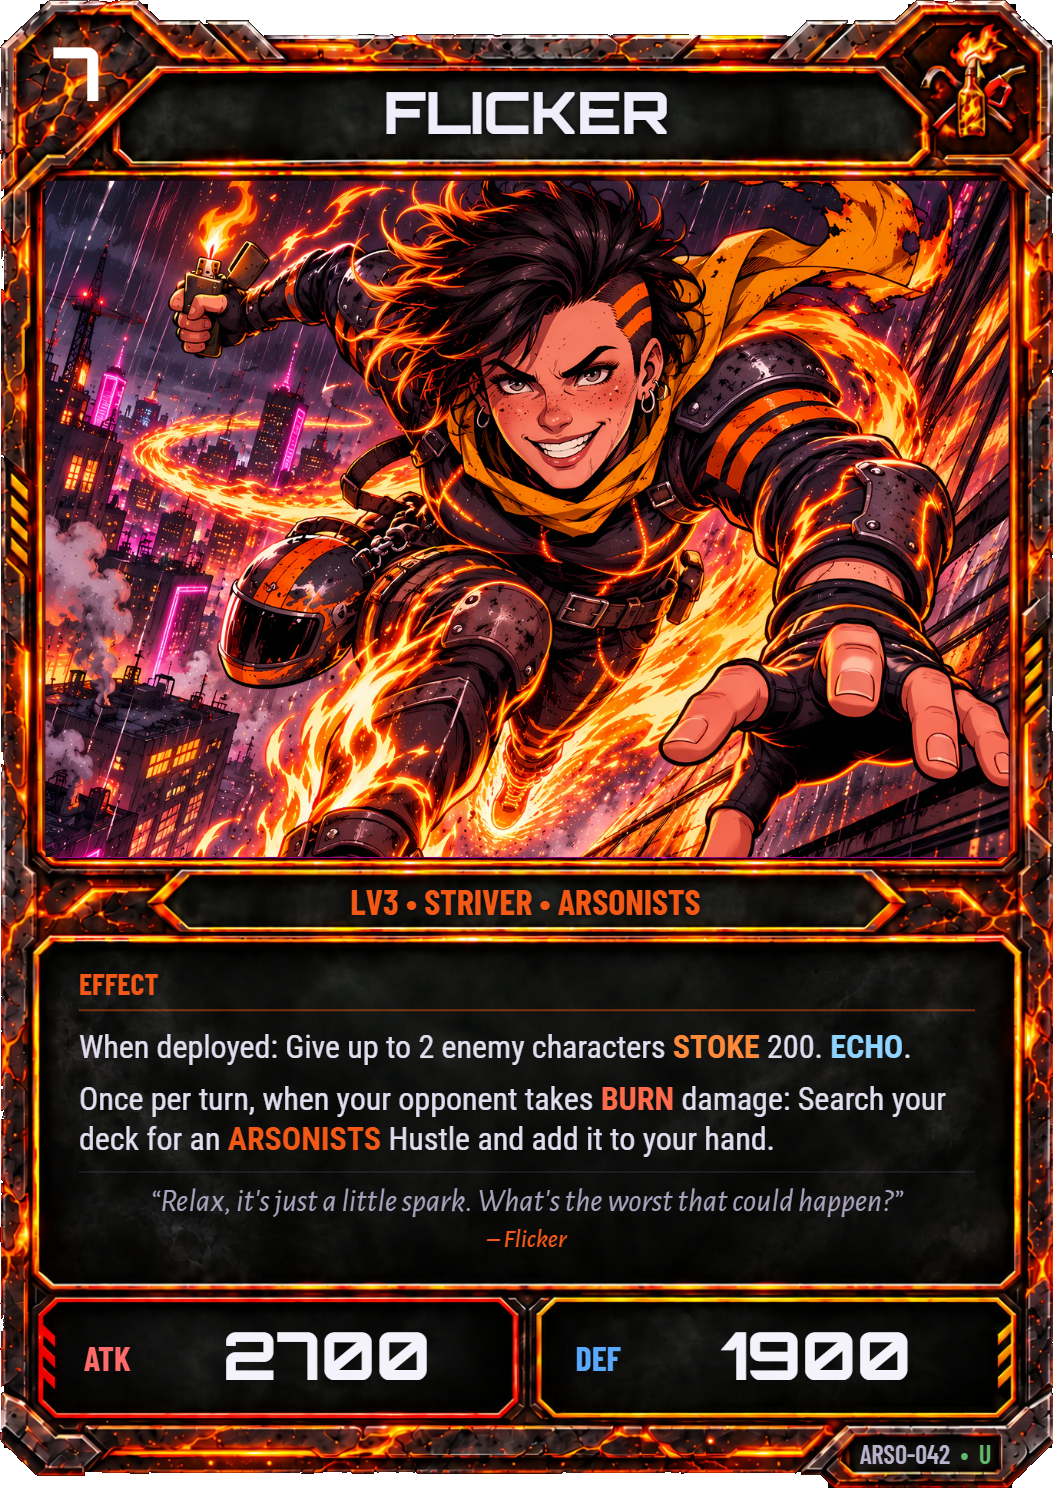 7
FLICKER
LV3 • STRIVER • ARSONISTS
EFFECT
When deployed: Give up to 2 enemy characters STOKE 200. ECHO.
Once per turn, when your opponent takes BURN damage: Search your
deck for an ARSONISTS Hustle and add it to your hand.
“Relax, it's just a little spark. What's the worst that could happen?”
– Flicker
ATK 2700 DEF 1900
ARSO-042 • U